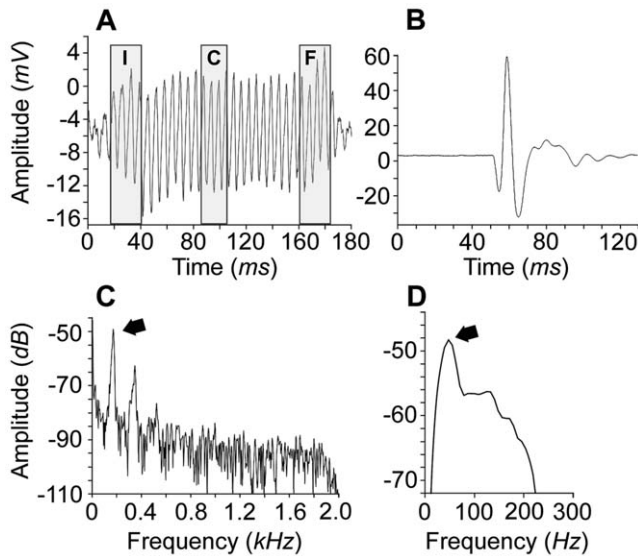 A
I
C
F
Amplitude (mV)
4
0
-4
-8
-12
-16
0 40 80 120 160 180
Time (ms)
B
60
40
20
0
-20
0 40 80 120
Time (ms)
C
Amplitude (dB)
-50
-70
-90
-110
0 0.4 0.8 1.2 1.6 2.0
Frequency (kHz)
D
-50
-60
-70
0 100 200 300
Frequency (Hz)